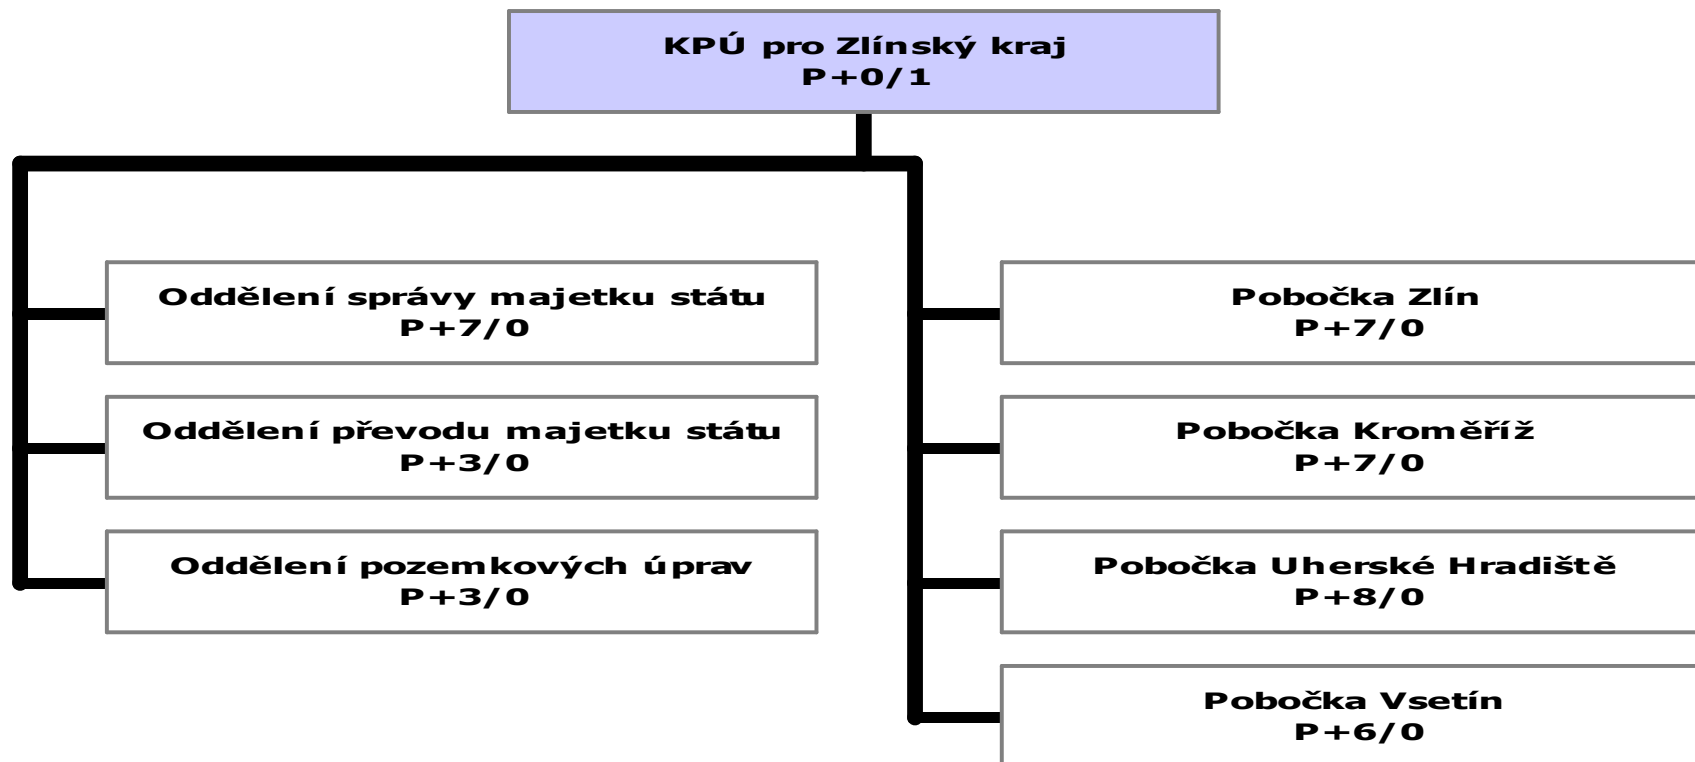 KPÚ pro Zlínský kraj
P+0/1
Oddělení správy majetku státu
P+7/0
Oddělení převodu majetku státu
P+3/0
Oddělení pozemkových úprav
P+3/0
Pobočka Zlín
P+7/0
Pobočka Kroměříž
P+7/0
Pobočka Uherské Hradiště
P+8/0
Pobočka Vsetín
P+6/0